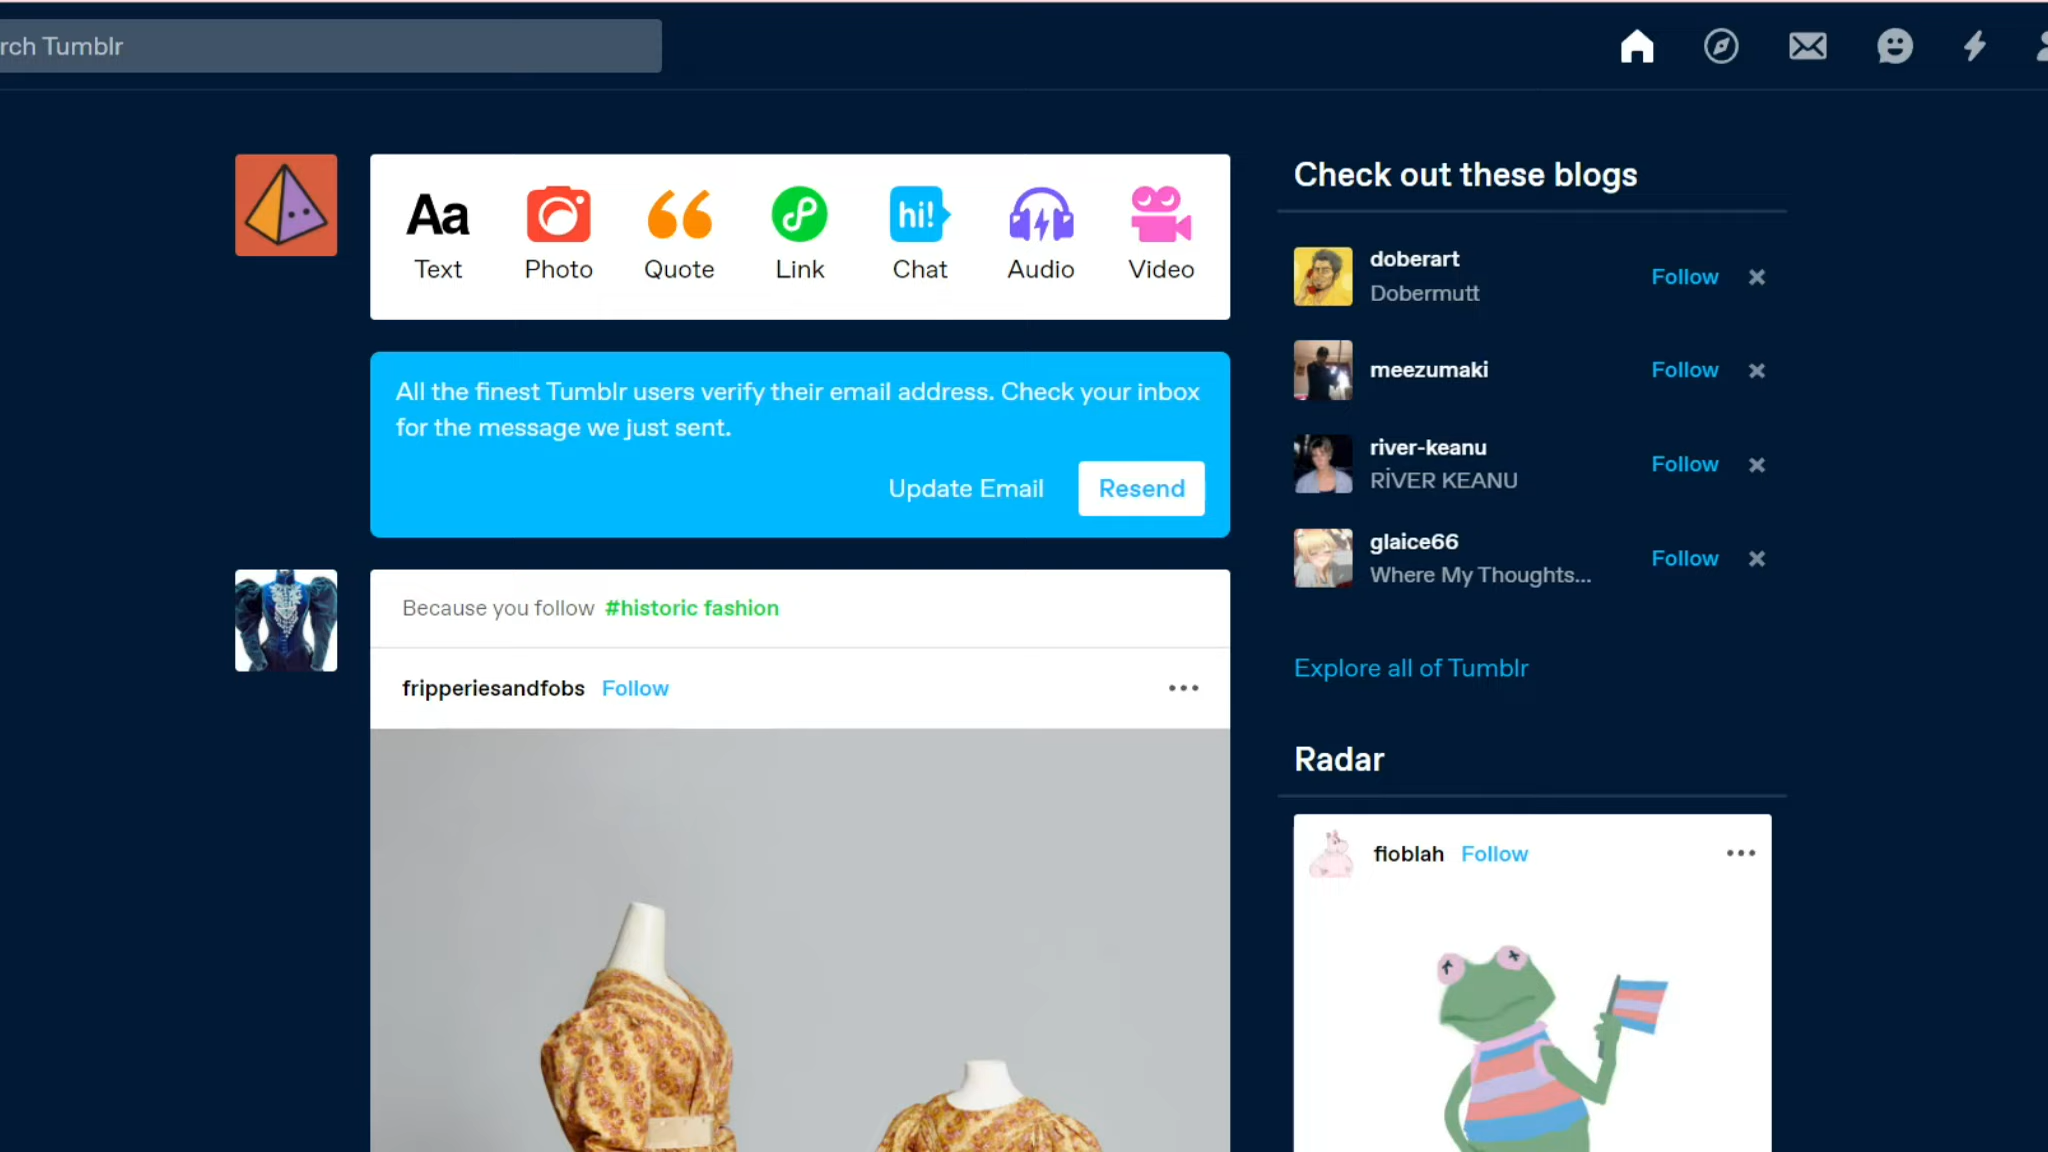 rch Tumblr
Aa
hi!
Text
Photo
Quote
Link
Chat
Audio
Video
All the finest Tumblr users verify their email address. Check your inbox
for the message we just sent.
Update Email
Resend
Because you follow #historic fashion
fripperiesandfobs Follow
Check out these blogs
doberart
Dobermutt
Follow
meezumaki
Follow
river-keanu
RİVER KEANU
Follow
glaice66
Where My Thoughts...
Follow
Explore all of Tumblr
Radar
fioblah Follow